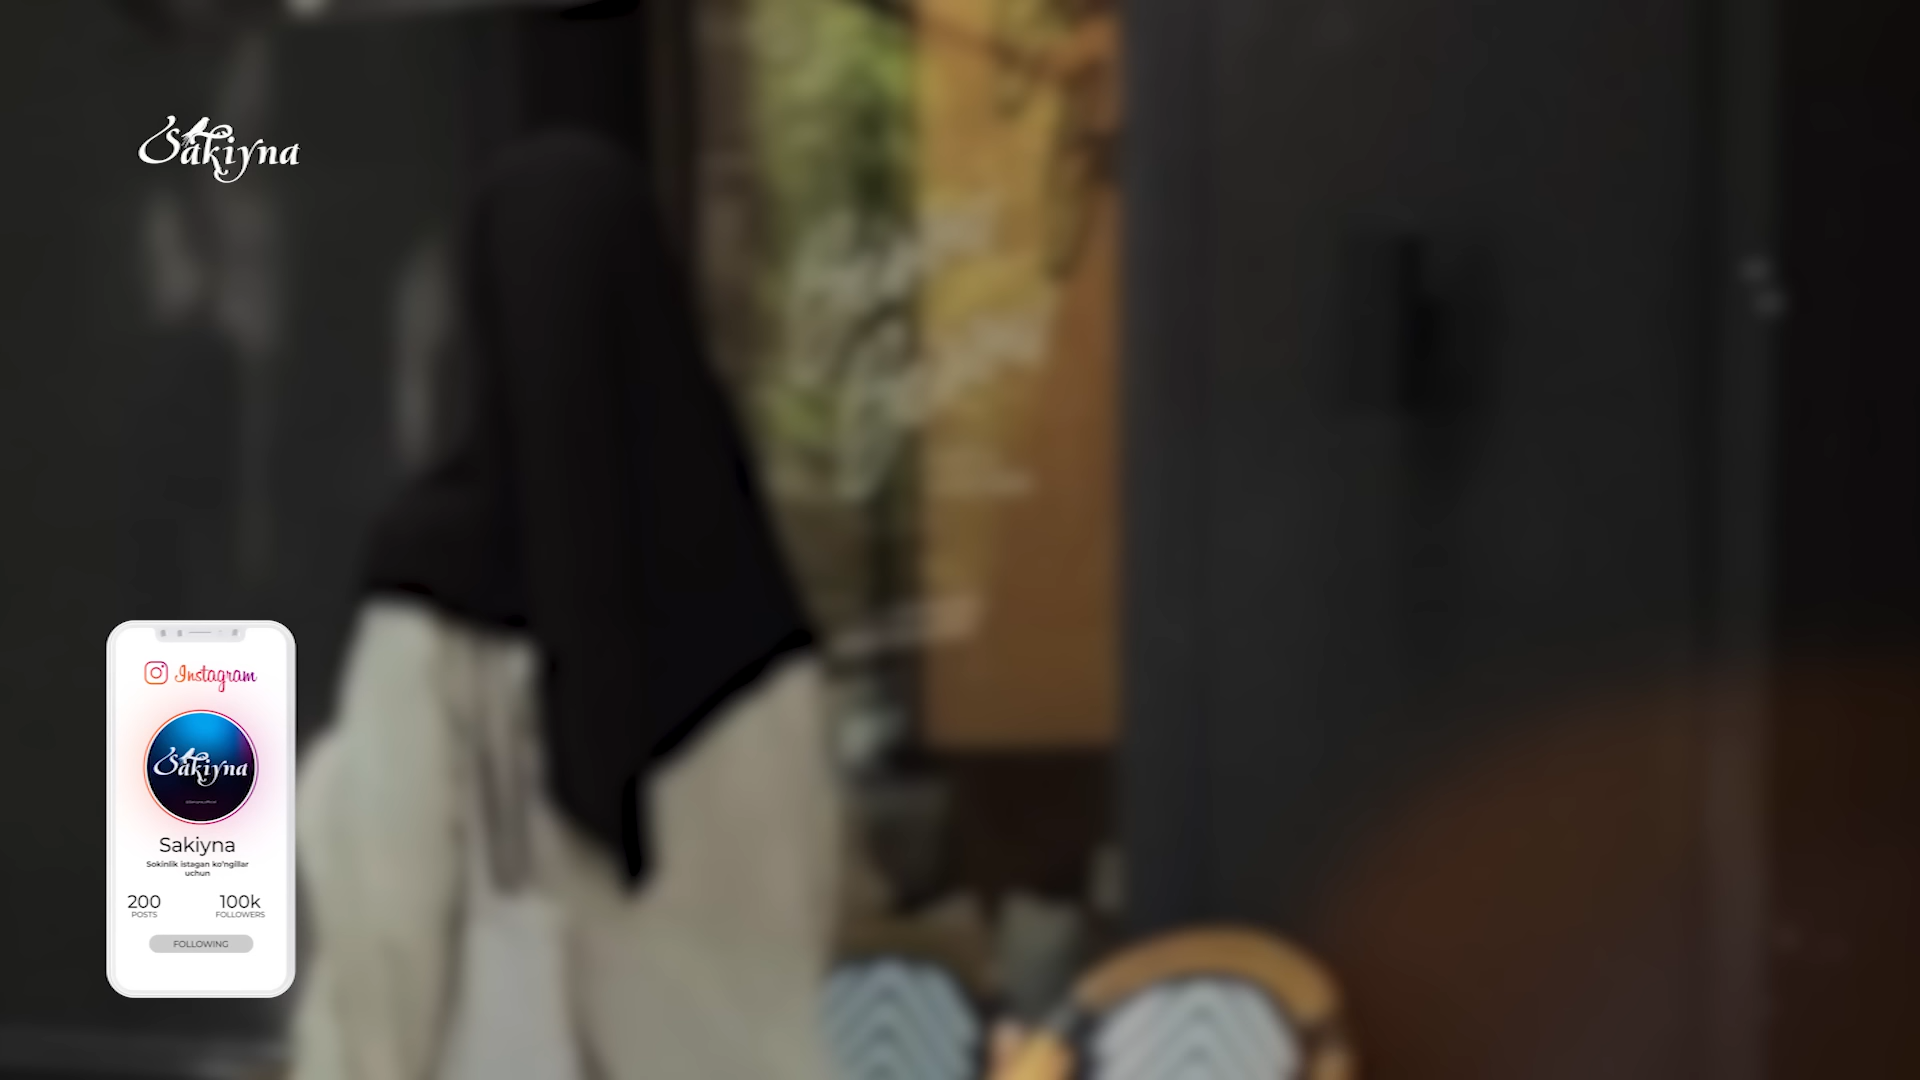 Sakiyna
Instagram
Sakiyna
Sakiyna
Sokinlik istagan ko'ngillar
uchun
200 100k
POSTS FOLLOWERS
FOLLOWING